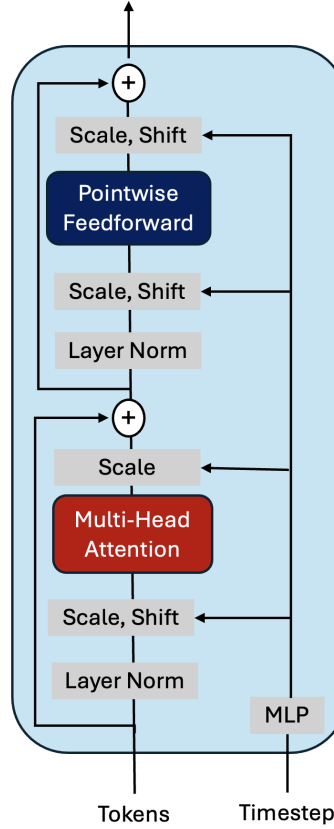 +
Scale, Shift
Pointwise
Feedforward
Scale, Shift
Layer Norm
+
Scale
Multi-Head
Attention
Scale, Shift
Layer Norm
MLP
Tokens
Timestep